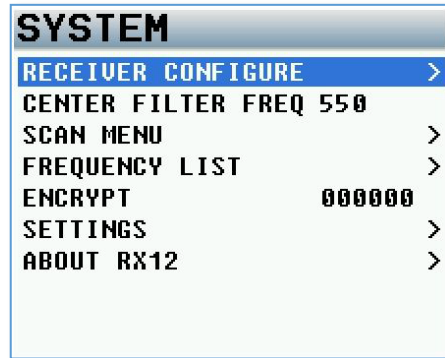 SYSTEM
RECEIVER CONFIGURE >
CENTER FILTER FREQ 550
SCAN MENU >
FREQUENCY LIST >
ENCRYPT 000000
SETTINGS >
ABOUT RX12 >